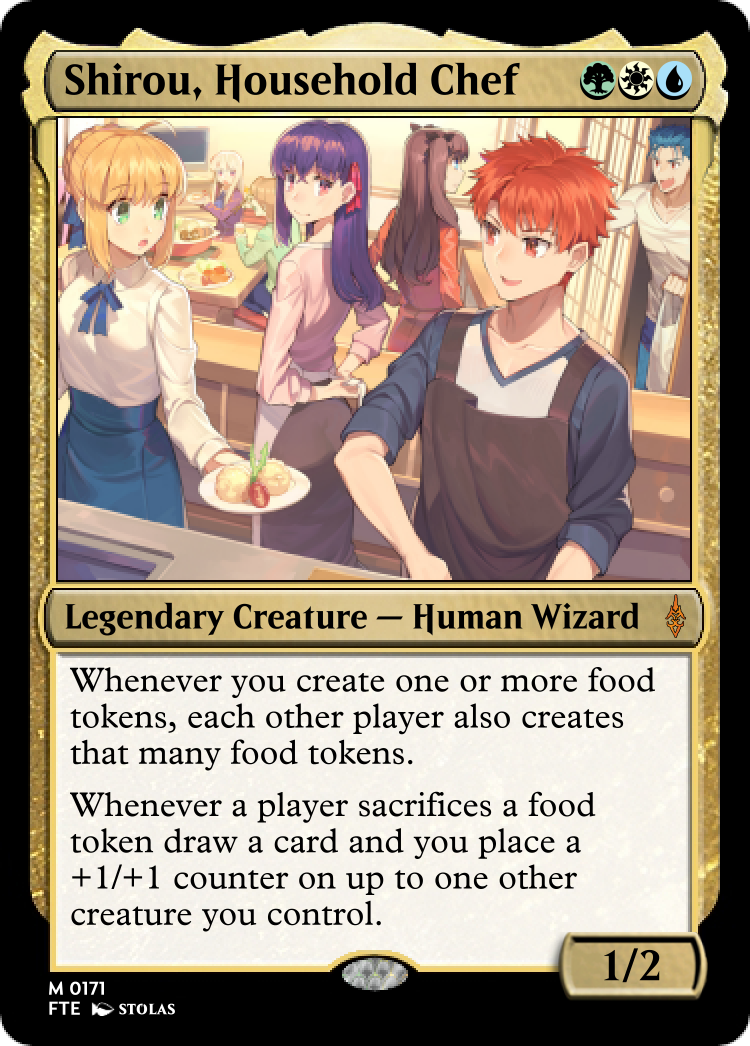 Shirou, Household Chef
Legendary Creature — Human Wizard
Whenever you create one or more food
tokens, each other player also creates
that many food tokens.
Whenever a player sacrifices a food
token draw a card and you place a
+1/+1 counter on up to one other
creature you control.
1/2
M 0171
FTE STOLAS